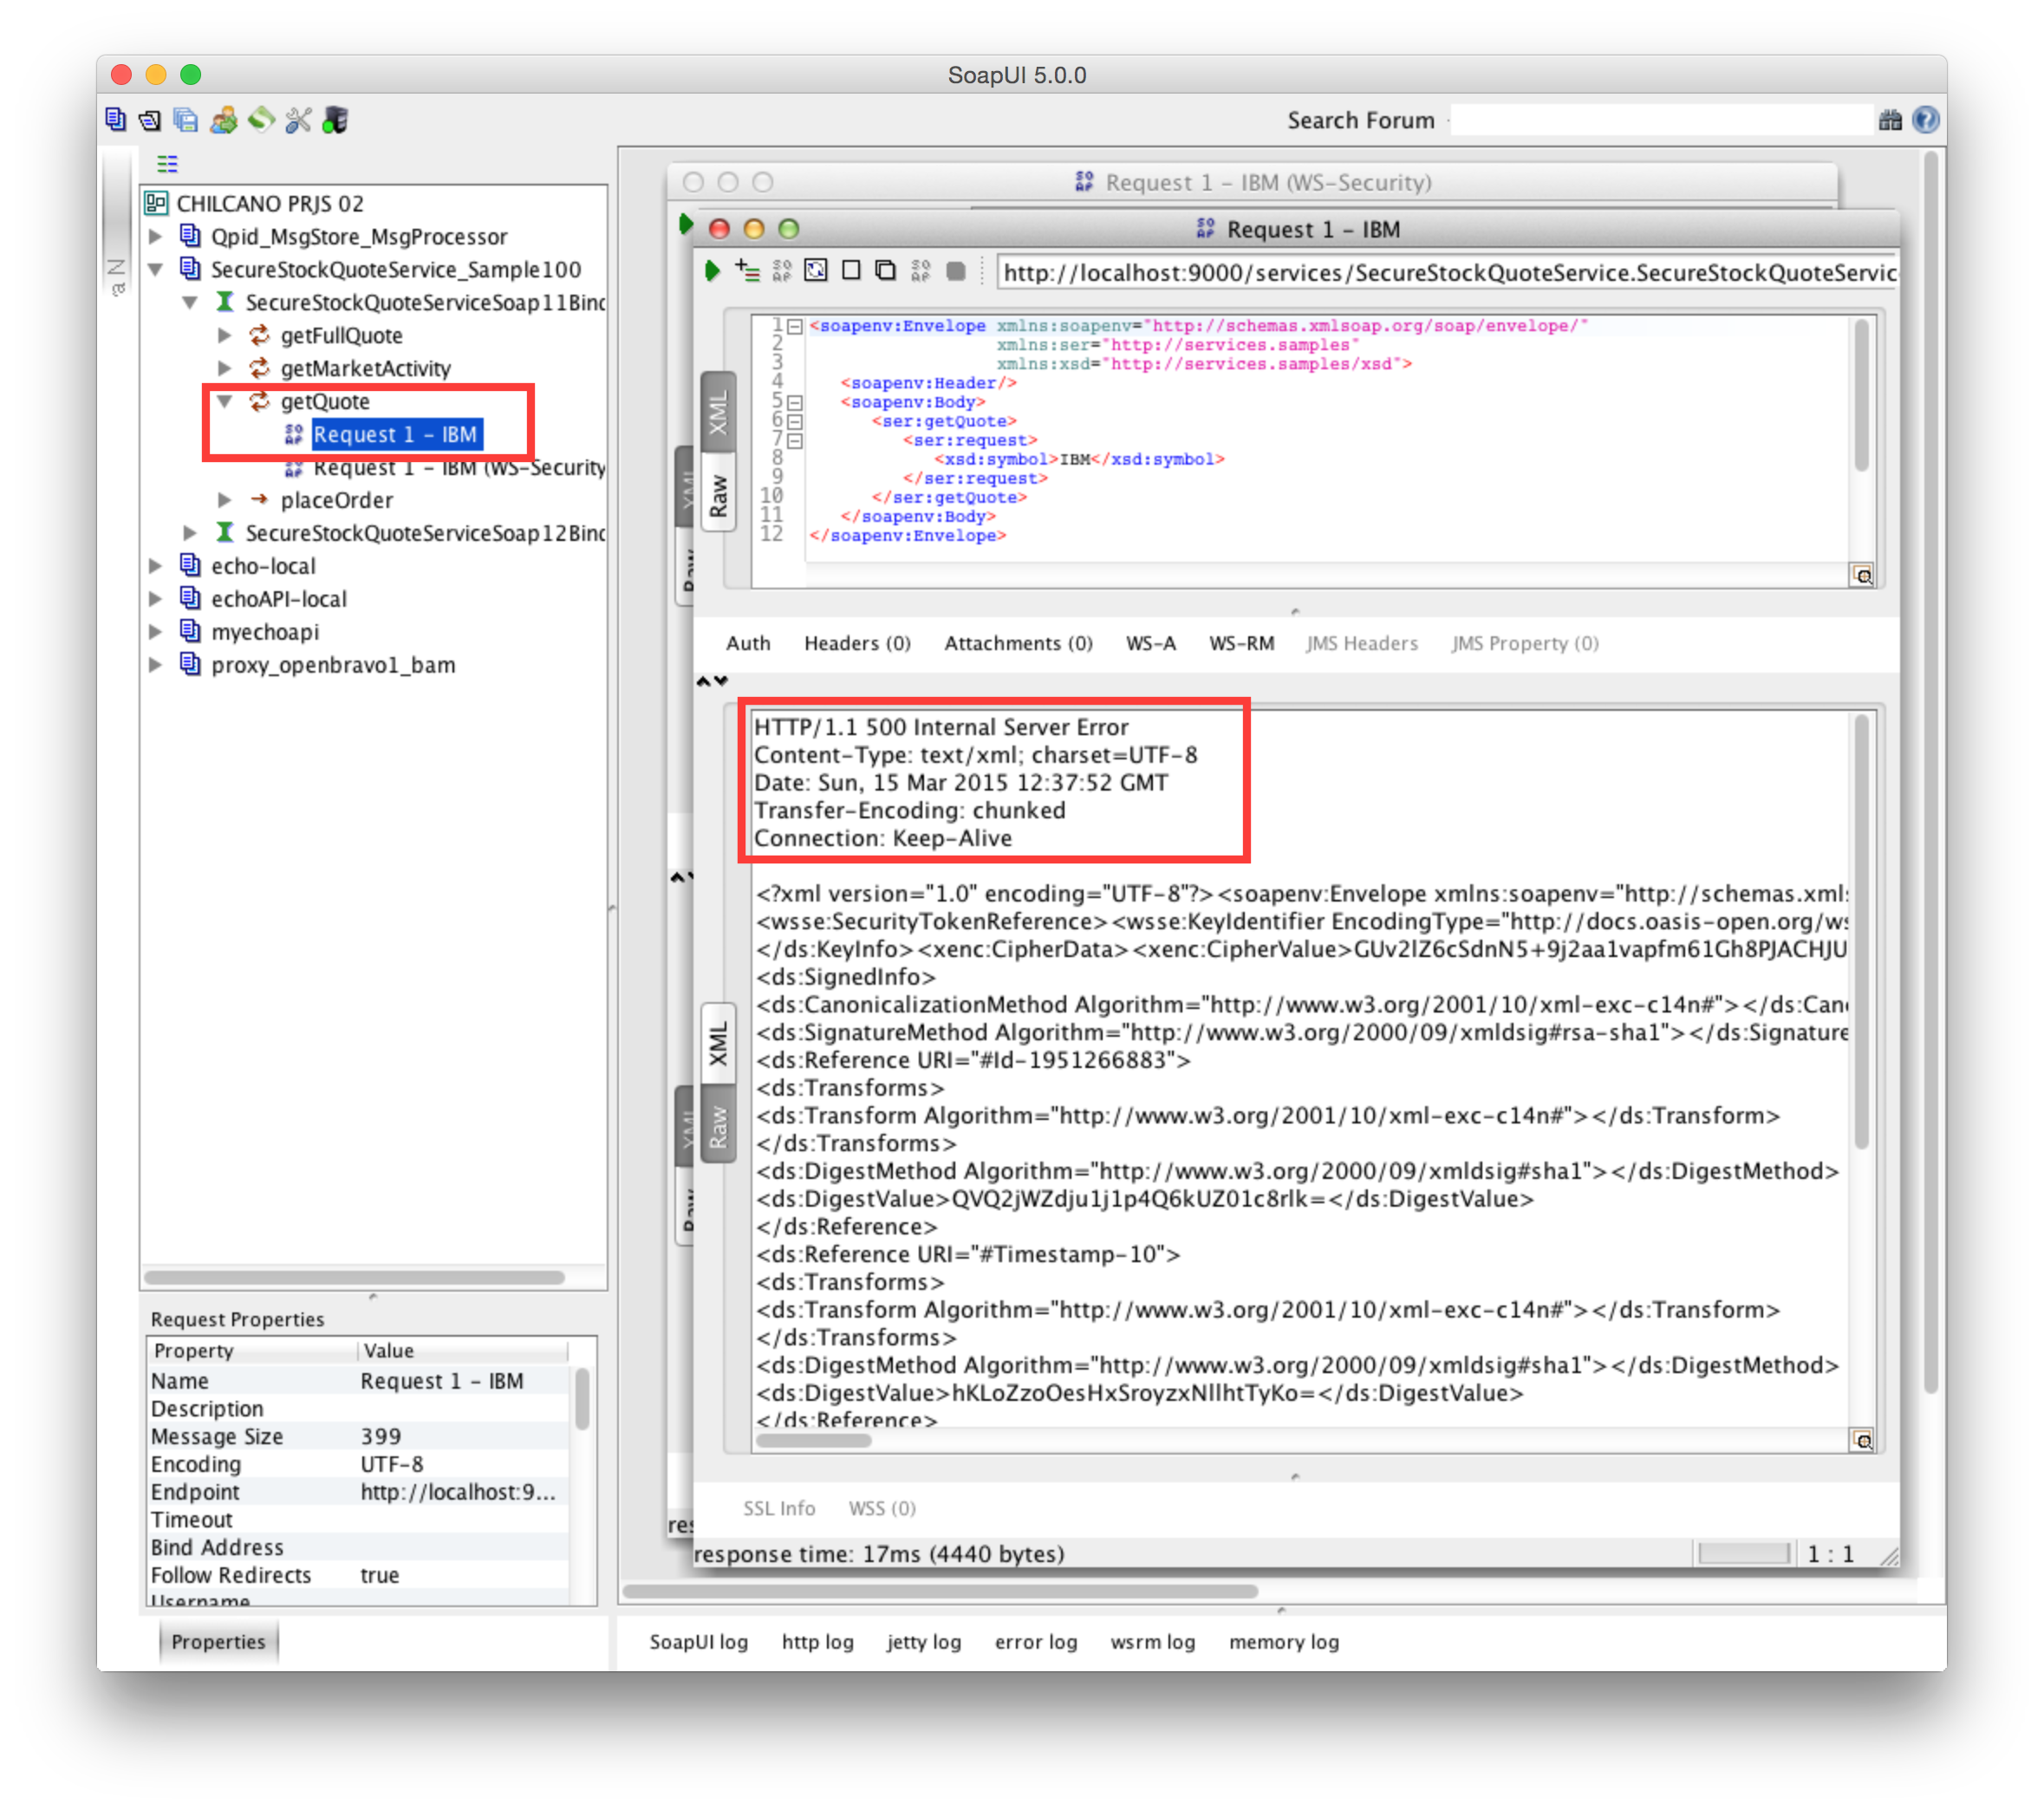 SoapUI 5.0.0
Search Forum
CHILCANO PRJS 02
Qpid_MsgStore_MsgProcessor
SecureStockQuoteService_Sample100
SecureStockQuoteServiceSoap11Bind
getFullQuote
getMarketActivity
getQuote
Request 1 - IBM
Request 1 - IBM (WS-Security
placeOrder
SecureStockQuoteServiceSoap12Bind
echo-local
echoAPI-local
myechoapi
proxy_openbravo1_bam
Request Properties
Property Value
Name Request 1 - IBM
Description
Message Size 399
Encoding UTF-8
Endpoint http://localhost:9...
Timeout
Bind Address
Follow Redirects true
Username
Properties
Request 1 - IBM (WS-Security)
Request 1 - IBM
http://localhost:9000/services/SecureStockQuoteService.SecureStockQuoteServic
XML
Raw
1 <soapenv:Envelope xmlns:soapenv="http://schemas.xmlsoap.org/soap/envelope/"
2 xmlns:ser="http://services.samples"
3 xmlns:xsd="http://services.samples/xsd">
4 <soapenv:Header/>
5 <soapenv:Body>
6 <ser:getQuote>
7 <ser:request>
8 <xsd:symbol>IBM</xsd:symbol>
9 </ser:request>
10 </ser:getQuote>
11 </soapenv:Body>
12 </soapenv:Envelope>
Auth Headers (0) Attachments (0) WS-A WS-RM JMS Headers JMS Property (0)
HTTP/1.1 500 Internal Server Error
Content-Type: text/xml; charset=UTF-8
Date: Sun, 15 Mar 2015 12:37:52 GMT
Transfer-Encoding: chunked
Connection: Keep-Alive
<?xml version="1.0" encoding="UTF-8"?><soapenv:Envelope xmlns:soapenv="http://schemas.xmls
<wsse:SecurityTokenReference><wsse:KeyIdentifier EncodingType="http://docs.oasis-open.org/ws
</ds:KeyInfo><xenc:CipherData><xenc:CipherValue>GUv2lZ6cSdnN5+9j2aa1vapfm61Gh8PJACHJU
<ds:SignedInfo>
<ds:CanonicalizationMethod Algorithm="http://www.w3.org/2001/10/xml-exc-c14n#"></ds:Can
<ds:SignatureMethod Algorithm="http://www.w3.org/2000/09/xmldsig#rsa-sha1"></ds:Signature
<ds:Reference URI="#Id-1951266883">
<ds:Transforms>
<ds:Transform Algorithm="http://www.w3.org/2001/10/xml-exc-c14n#"></ds:Transform>
</ds:Transforms>
<ds:DigestMethod Algorithm="http://www.w3.org/2000/09/xmldsig#sha1"></ds:DigestMethod>
<ds:DigestValue>QVQ2jWZdju1j1p4Q6kUZ01c8rlk=</ds:DigestValue>
</ds:Reference>
<ds:Reference URI="#Timestamp-10">
<ds:Transforms>
<ds:Transform Algorithm="http://www.w3.org/2001/10/xml-exc-c14n#"></ds:Transform>
</ds:Transforms>
<ds:DigestMethod Algorithm="http://www.w3.org/2000/09/xmldsig#sha1"></ds:DigestMethod>
<ds:DigestValue>hKLoZzoOesHxSroyzxNllhtTyKo=</ds:DigestValue>
</ds:Reference>
XML
Raw
SSL Info WSS (0)
response time: 17ms (4440 bytes)
1 : 1
SoapUI log http log jetty log error log wsrm log memory log